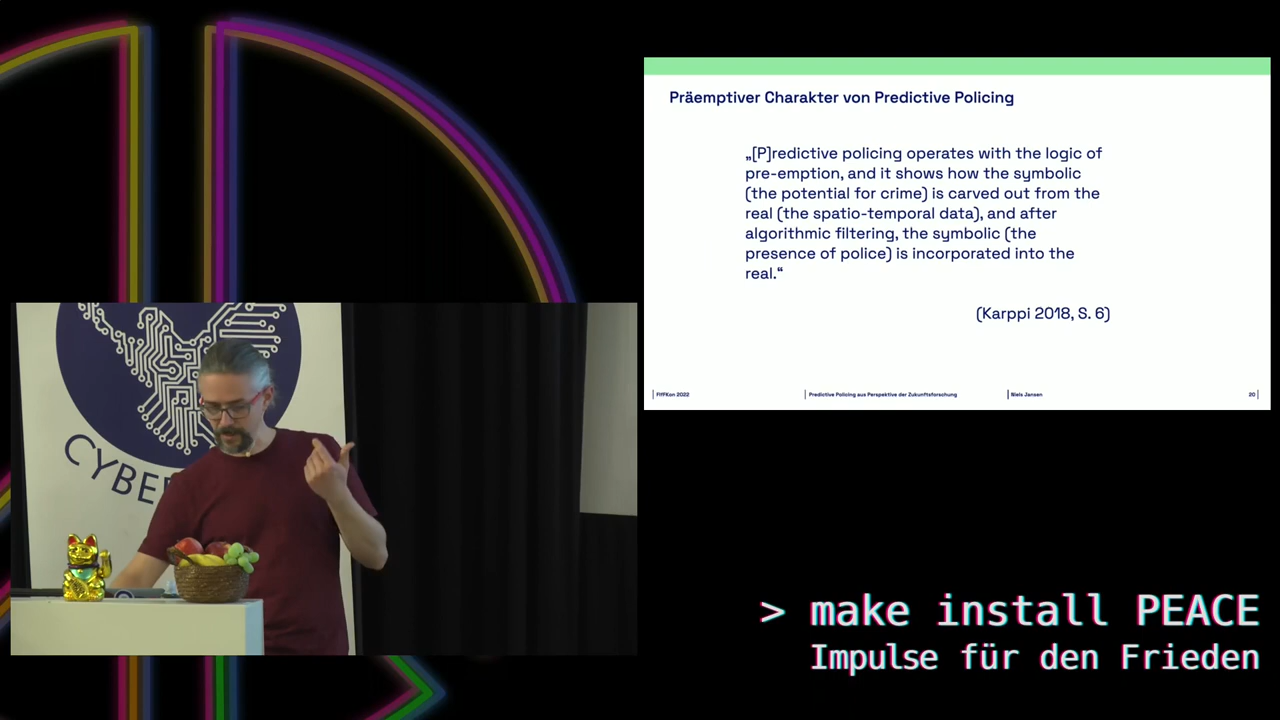 Präemptiver Charakter von Predictive Policing
„[P]redictive policing operates with the logic of
pre-emption, and it shows how the symbolic
(the potential for crime) is carved out from the
real (the spatio-temporal data), and after
algorithmic filtering, the symbolic (the
presence of police) is incorporated into the
real.“
(Karppi 2018, S. 6)
FIFFKon 2022
Predictive Policing aus Perspektive der Zukunftsforschung
Niels Jansen
20
CYBE
> make install PEACE
Impulse für den Frieden